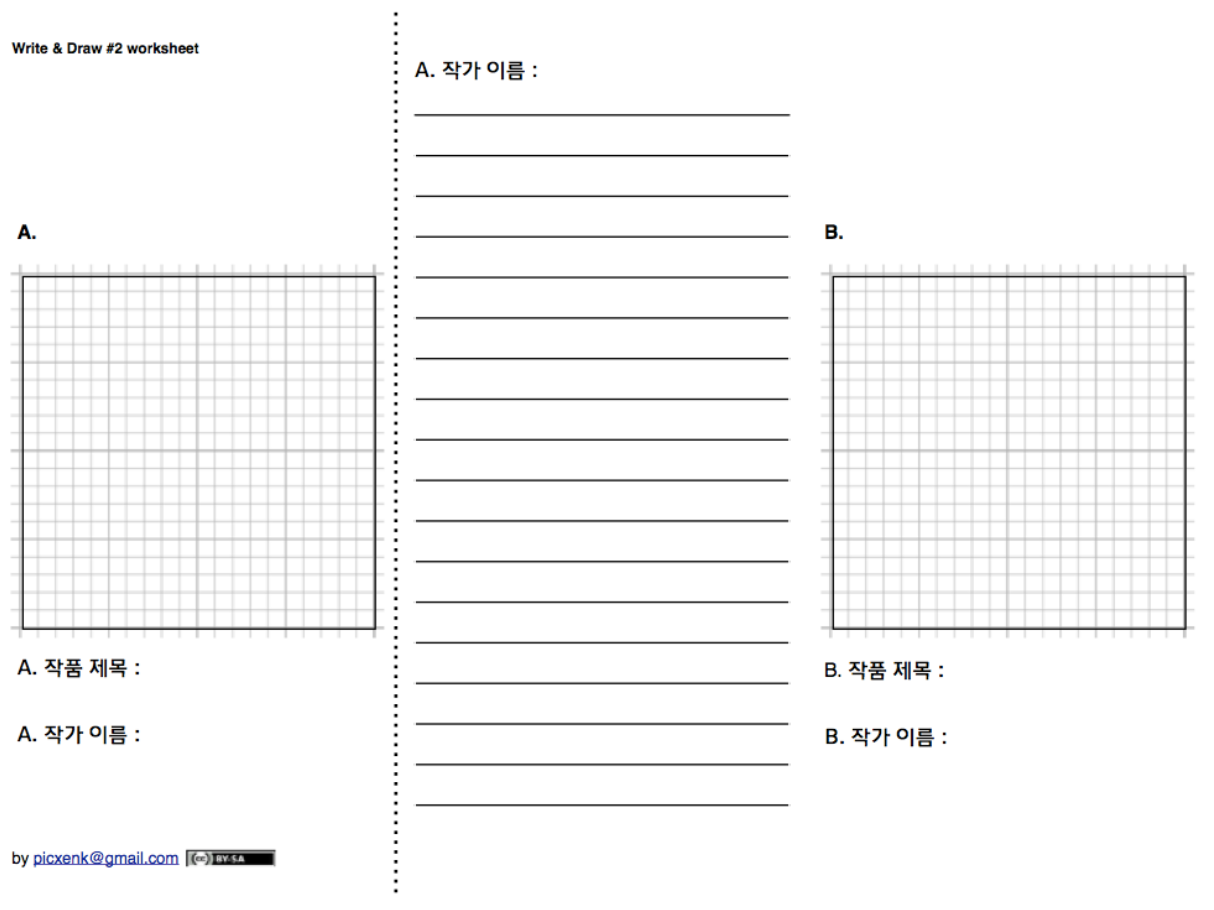 Write & Draw #2 worksheet
A.
A. 작품 제목 :
A. 작가 이름 :
by picxenk@gmail.com (cc) BY-SA
A. 작가 이름 :
B.
B. 작품 제목 :
B. 작가 이름 :